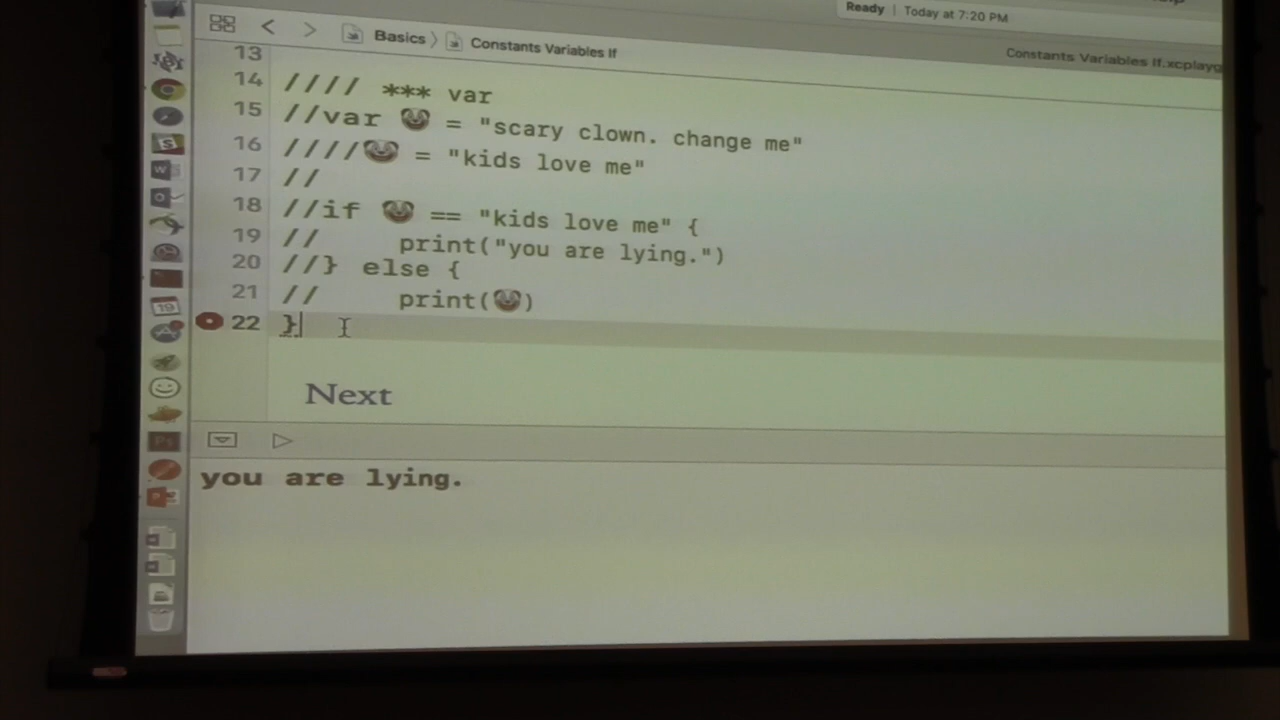 Ready | Today at 7:20 PM
Basics 〉 Constants Variables If
Constants Variables If.xcplayg
13
14 //// *** var
15 //var 🤡 = "scary clown. change me"
16 ////🤡 = "kids love me"
17 //
18 //if 🤡 == "kids love me" {
19 // print("you are lying.")
20 //} else {
21 // print(🤡)
22 }
Next
you are lying.
19
Ps